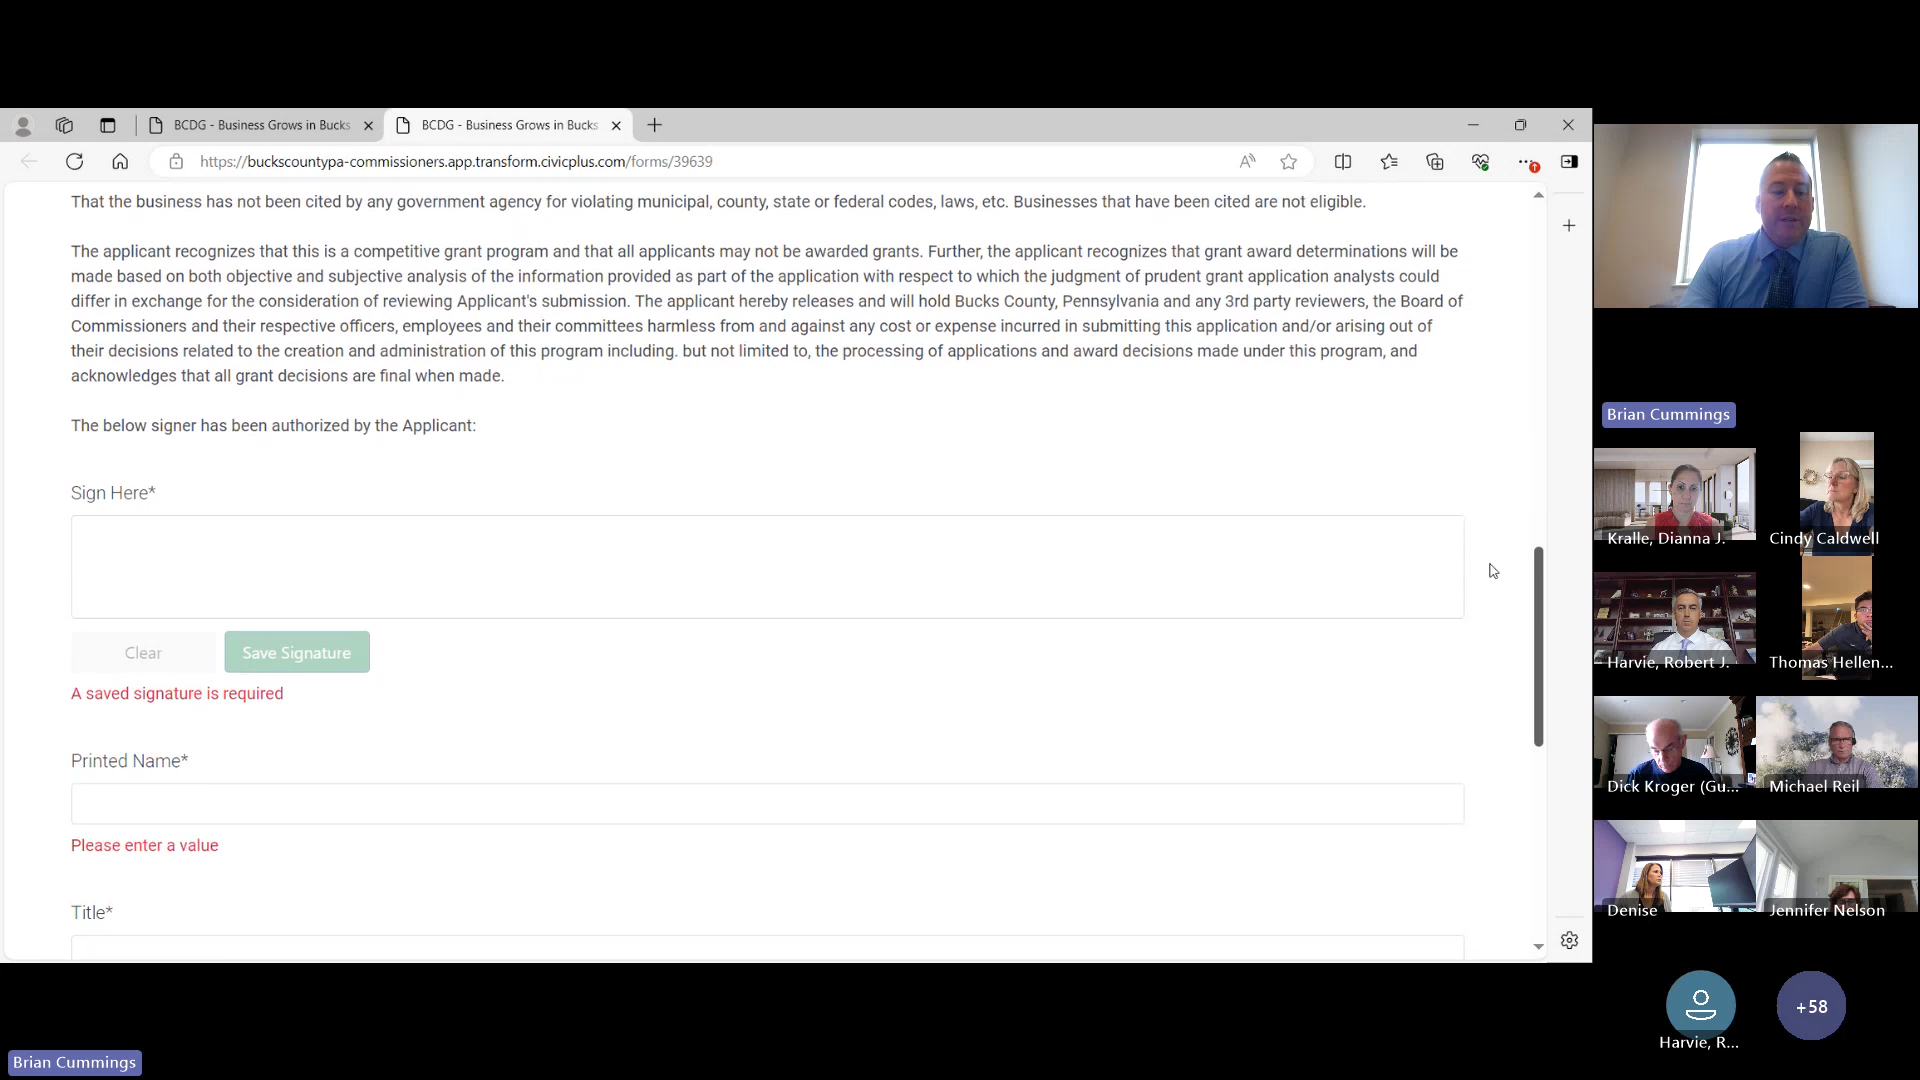 BCDG - Business Grows in Bucks
BCDG - Business Grows in Bucks
https://buckscountypa-commissioners.app.transform.civicplus.com/forms/39639
That the business has not been cited by any government agency for violating municipal, county, state or federal codes, laws, etc. Businesses that have been cited are not eligible.
The applicant recognizes that this is a competitive grant program and that all applicants may not be awarded grants. Further, the applicant recognizes that grant award determinations will be
made based on both objective and subjective analysis of the information provided as part of the application with respect to which the judgment of prudent grant application analysts could
differ in exchange for the consideration of reviewing Applicant's submission. The applicant hereby releases and will hold Bucks County, Pennsylvania and any 3rd party reviewers, the Board of
Commissioners and their respective officers, employees and their committees harmless from and against any cost or expense incurred in submitting this application and/or arising out of
their decisions related to the creation and administration of this program including. but not limited to, the processing of applications and award decisions made under this program, and
acknowledges that all grant decisions are final when made.
The below signer has been authorized by the Applicant:
Sign Here*
Clear
Save Signature
A saved signature is required
Printed Name*
Please enter a value
Title*
Brian Cummings
Kralle, Dianna J.
Cindy Caldwell
Harvie, Robert J.
Thomas Hellen...
Dick Kroger (Gu...
Michael Reil
Denise
Jennifer Nelson
+58
Harvie, R...
Brian Cummings